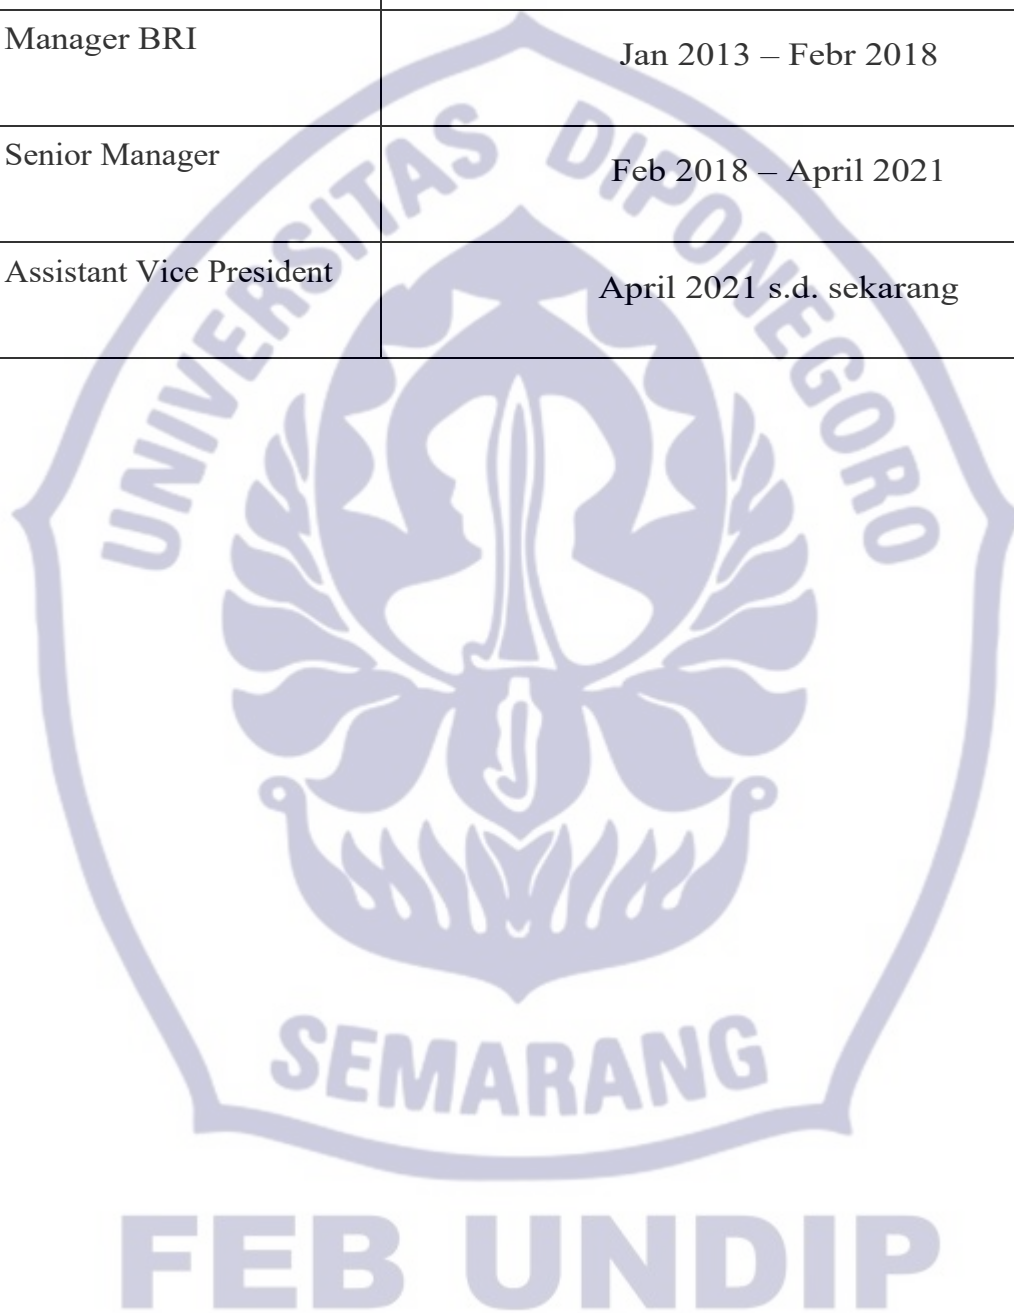 Manager BRI
Jan 2013 – Febr 2018
Senior Manager
Feb 2018 – April 2021
Assistant Vice President
April 2021 s.d. sekarang
UNIVERSITAS DIPONEGORO
SEMARANG
FEB UNDIP